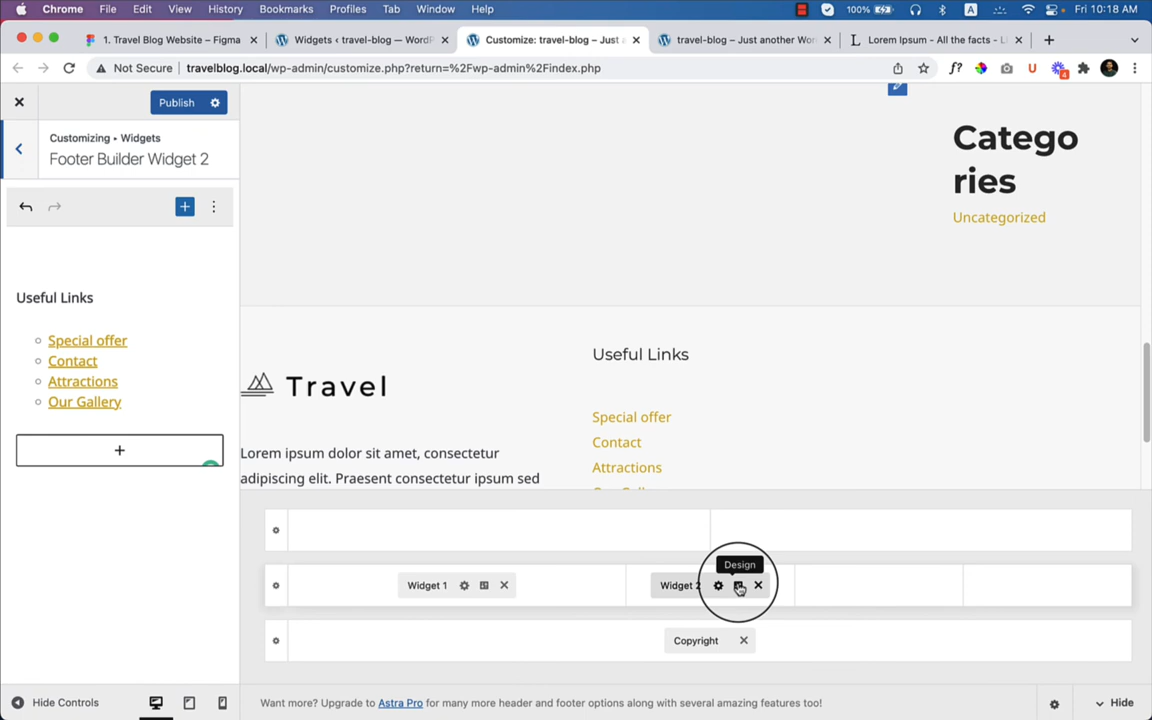 Chrome File Edit View History Bookmarks Profiles Tab Window Help 100% A Fri 10:18 AM
1. Travel Blog Website – Figma
Widgets ‹ travel-blog — WordP
Customize: travel-blog – Just a
travel-blog – Just another Wor
Lorem Ipsum - All the facts - L
Not Secure
travelblog.local/wp-admin/customize.php?return=%2Fwp-admin%2Findex.php
f?
U
4
Publish
Customizing ▸ Widgets
Footer Builder Widget 2
Useful Links
Special offer
Contact
Attractions
Our Gallery
Catego
ries
Uncategorized
Travel
Lorem ipsum dolor sit amet, consectetur
adipiscing elit. Praesent consectetur ipsum sed
Useful Links
Special offer
Contact
Attractions
Design
Widget 1
Widget 2
Copyright
Hide Controls
Want more? Upgrade to Astra Pro for many more header and footer options along with several amazing features too!
Hide